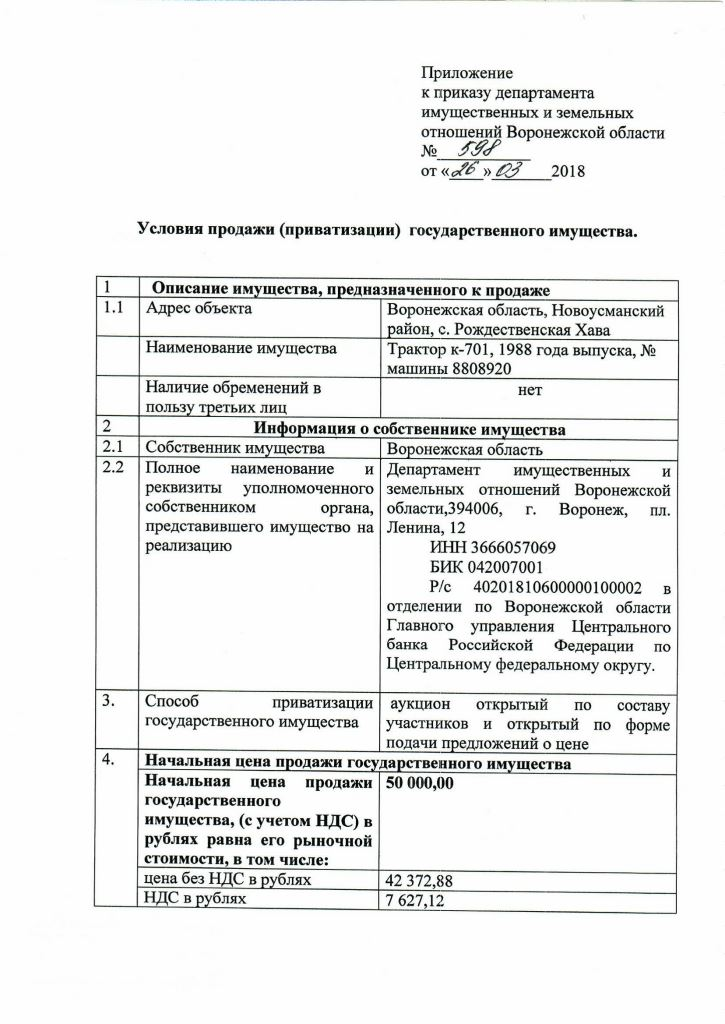 Приложение
к приказу департамента
имущественных и земельных
отношений Воронежской области
№ 598
от «26» 03 2018
Условия продажи (приватизации) государственного имущества.
1 Описание имущества, предназначенного к продаже
1.1 Адрес объекта Воронежская область, Новоусманский
район, с. Рождественская Хава
Наименование имущества Трактор к-701, 1988 года выпуска, №
машины 8808920
Наличие обременений в нет
пользу третьих лиц
2 Информация о собственнике имущества
2.1 Собственник имущества Воронежская область
2.2 Полное наименование и Департамент имущественных и
реквизиты уполномоченного земельных отношений Воронежской
собственником органа, области,394006, г. Воронеж, пл.
представившего имущество на Ленина, 12
реализацию ИНН 3666057069
БИК 042007001
Р/с 40201810600000100002 в
отделении по Воронежской области
Главного управления Центрального
банка Российской Федерации по
Центральному федеральному округу.
3. Способ приватизации аукцион открытый по составу
государственного имущества участников и открытый по форме
подачи предложений о цене
4. Начальная цена продажи государственного имущества
Начальная цена продажи 50 000,00
государственного
имущества, (с учетом НДС) в
рублях равна его рыночной
стоимости, в том числе:
цена без НДС в рублях 42 372,88
НДС в рублях 7 627,12